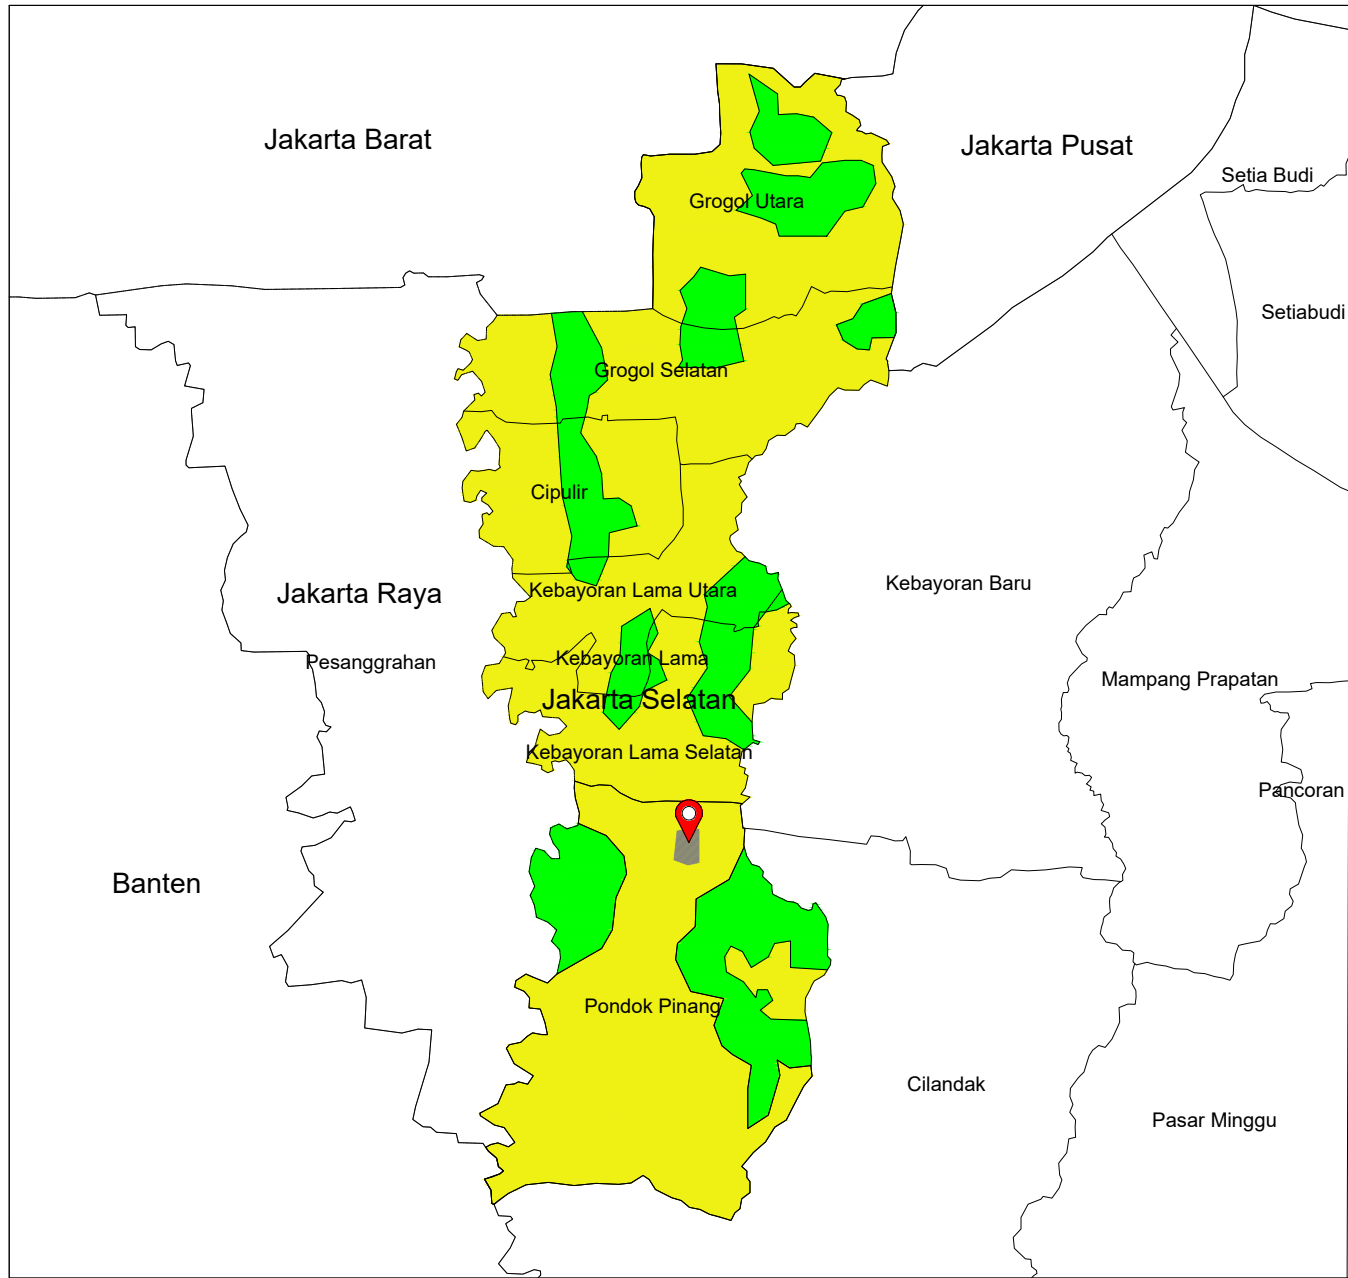 Jakarta Barat
Jakarta Pusat
Setia Budi
Grogol Utara
Setiabudi
Grogol Selatan
Cipulir
Kebayoran Baru
Kebayoran Lama Utara
Jakarta Raya
Pesanggrahan
Kebayoran Lama
Mampang Prapatan
Jakarta Selatan
Kebayoran Lama Selatan
Pancoran
Banten
Pondok Pinang
Cilandak
Pasar Minggu